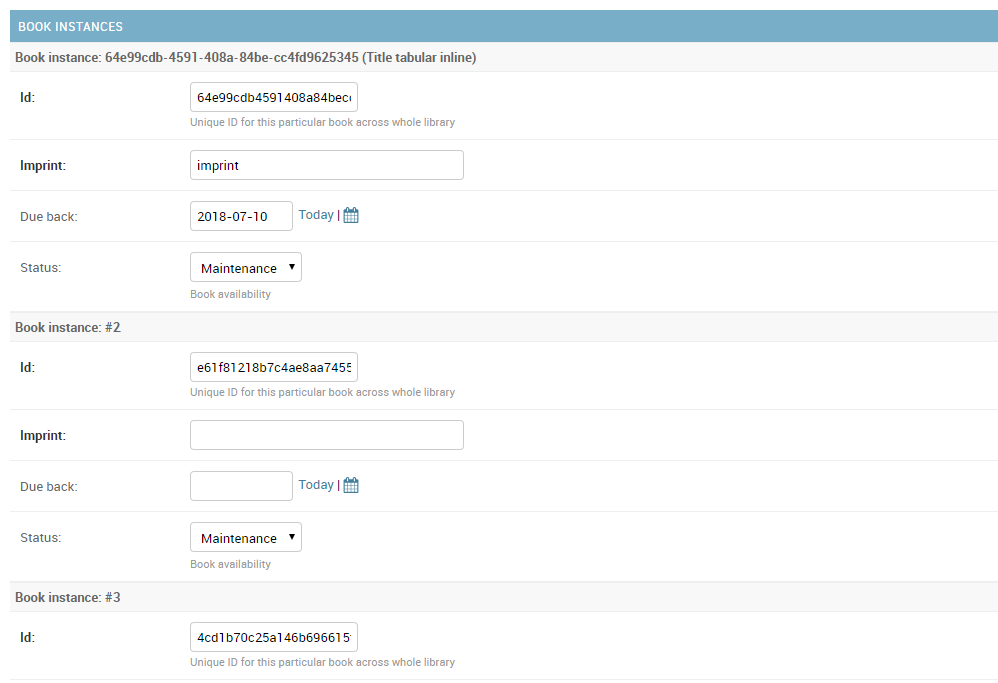 BOOK INSTANCES
Book instance: 64e99cdb-4591-408a-84be-cc4fd9625345 (Title tabular inline)
Id: 64e99cdb4591408a84bec
Unique ID for this particular book across whole library
Imprint: imprint
Due back: 2018-07-10 Today |
Status: Maintenance
Book availability
Book instance: #2
Id: e61f81218b7c4ae8aa7455
Unique ID for this particular book across whole library
Imprint:
Due back: Today |
Status: Maintenance
Book availability
Book instance: #3
Id: 4cd1b70c25a146b696615
Unique ID for this particular book across whole library